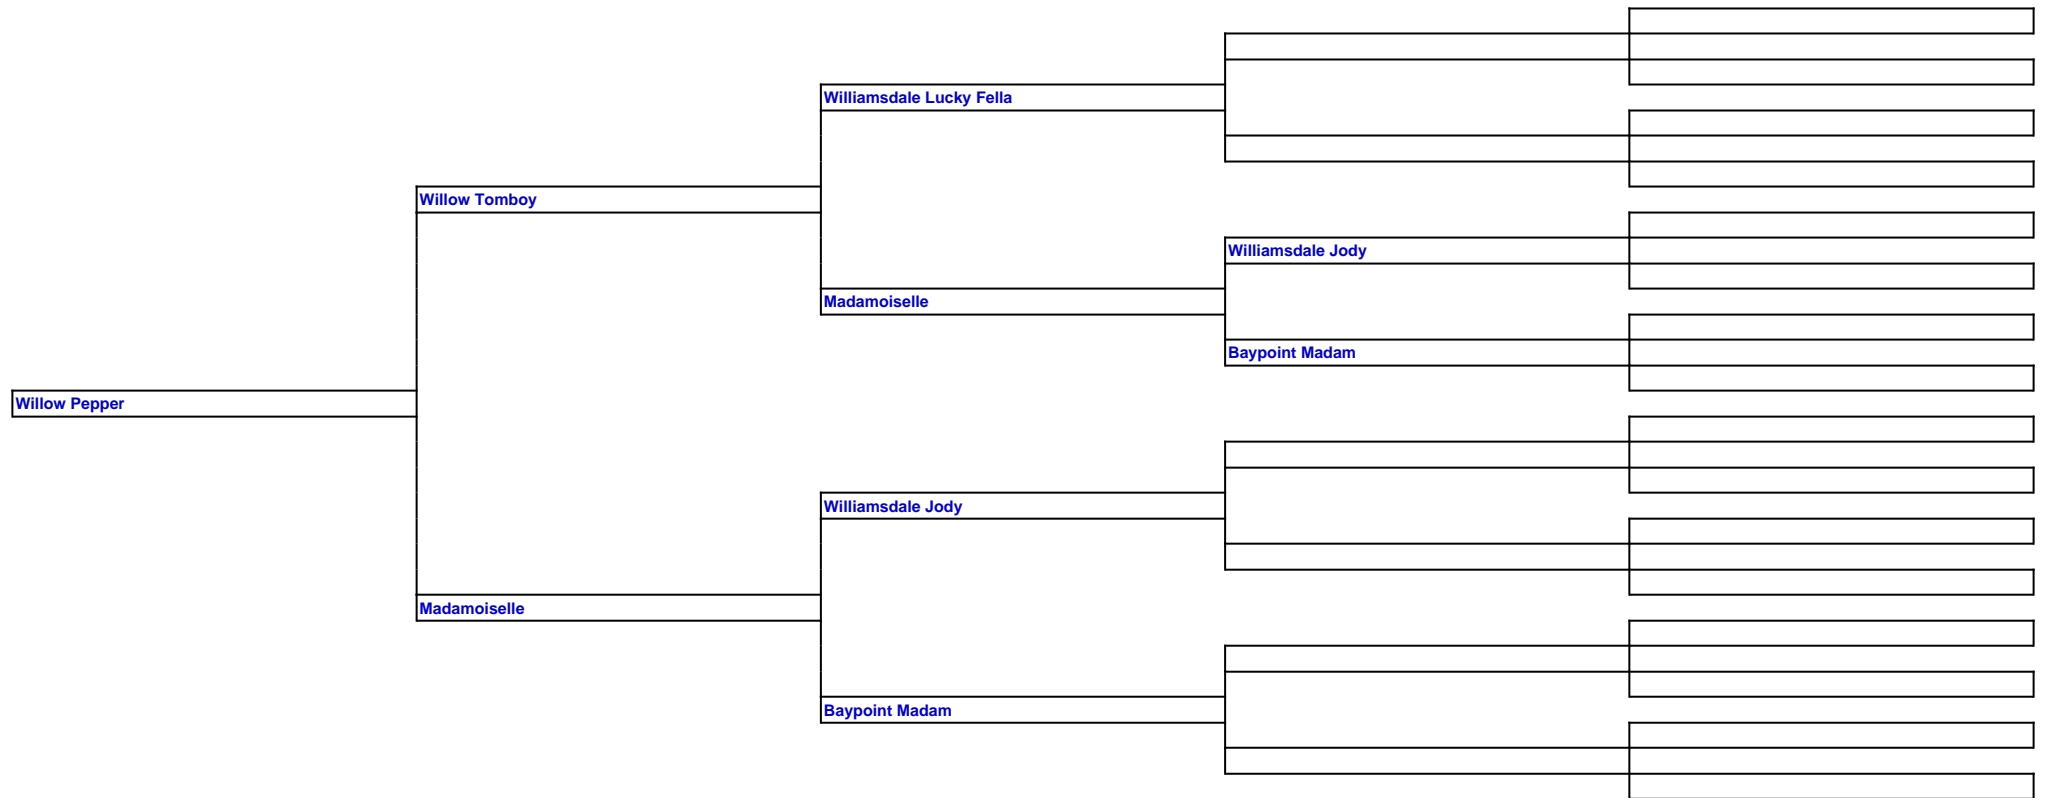 Williamsdale Lucky Fella
Willow Tomboy
Williamsdale Jody
Madamoiselle
Baypoint Madam
Willow Pepper
Williamsdale Jody
Madamoiselle
Baypoint Madam